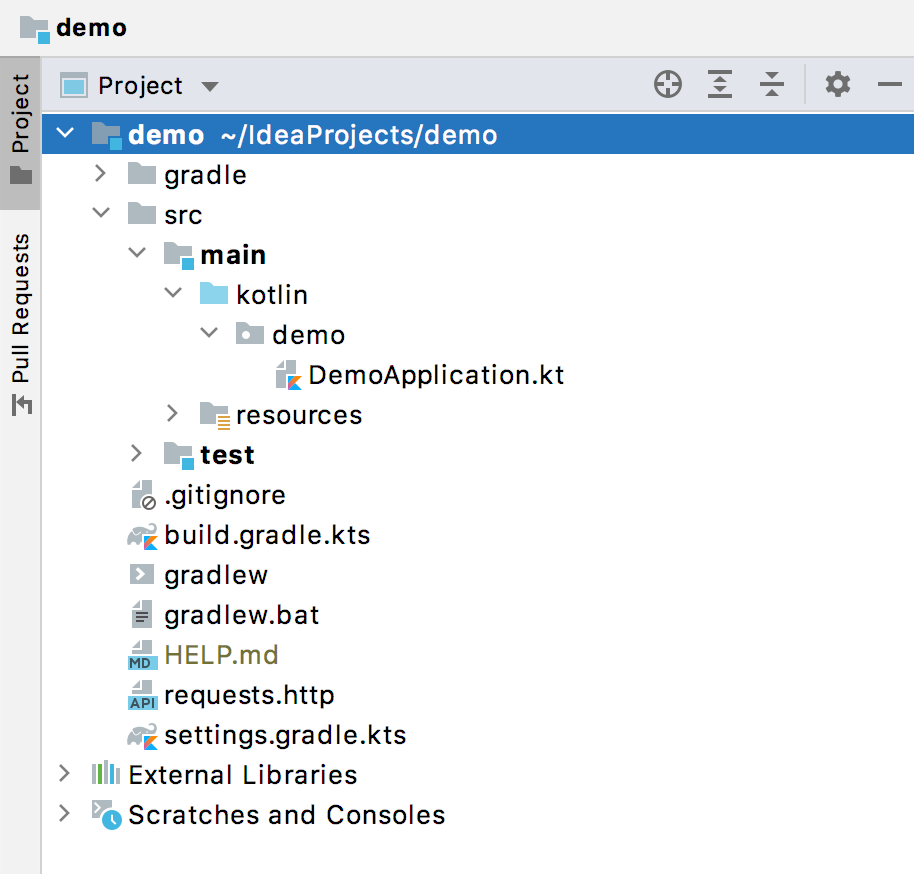 demo
Project
Project
Pull Requests
demo ~/IdeaProjects/demo
gradle
src
main
kotlin
demo
DemoApplication.kt
resources
test
.gitignore
build.gradle.kts
gradlew
gradlew.bat
MD HELP.md
API requests.http
settings.gradle.kts
External Libraries
Scratches and Consoles